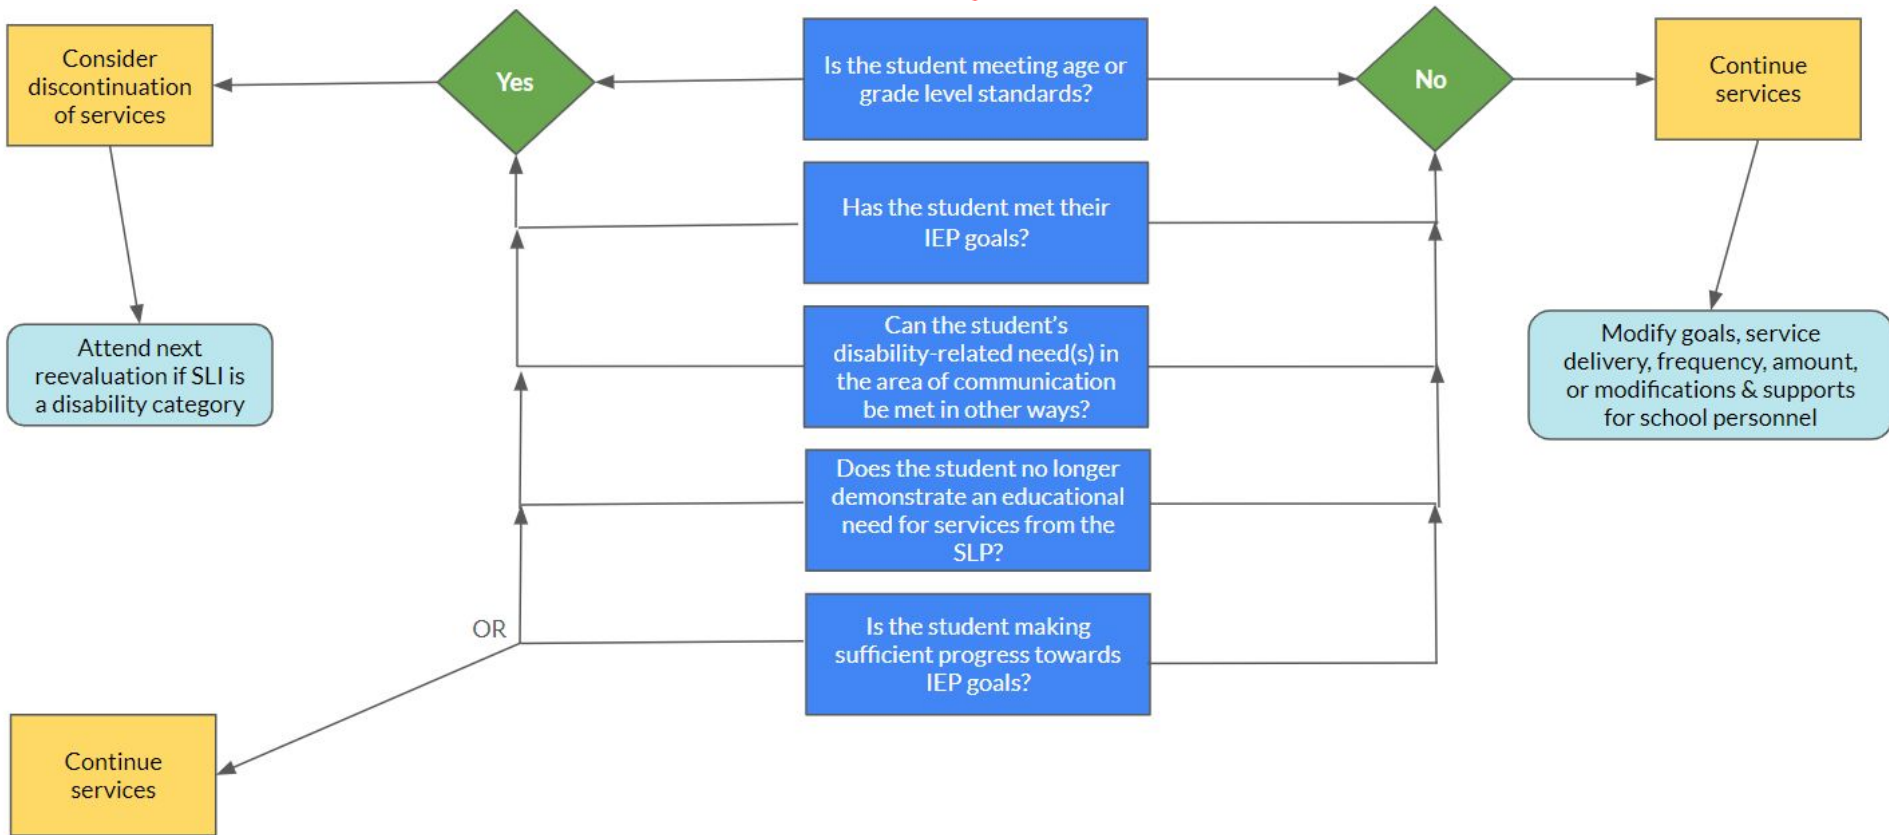 Consider
discontinuation
of services
Yes
Is the student meeting age or
grade level standards?
No
Continue
services
Has the student met their
IEP goals?
Attend next
reevaluation if SLI is
a disability category
Can the student's
disability-related need(s) in
the area of communication
be met in other ways?
Modify goals, service
delivery, frequency, amount,
or modifications & supports
for school personnel
Does the student no longer
demonstrate an educational
need for services from the
SLP?
OR
Is the student making
sufficient progress towards
IEP goals?
Continue
services